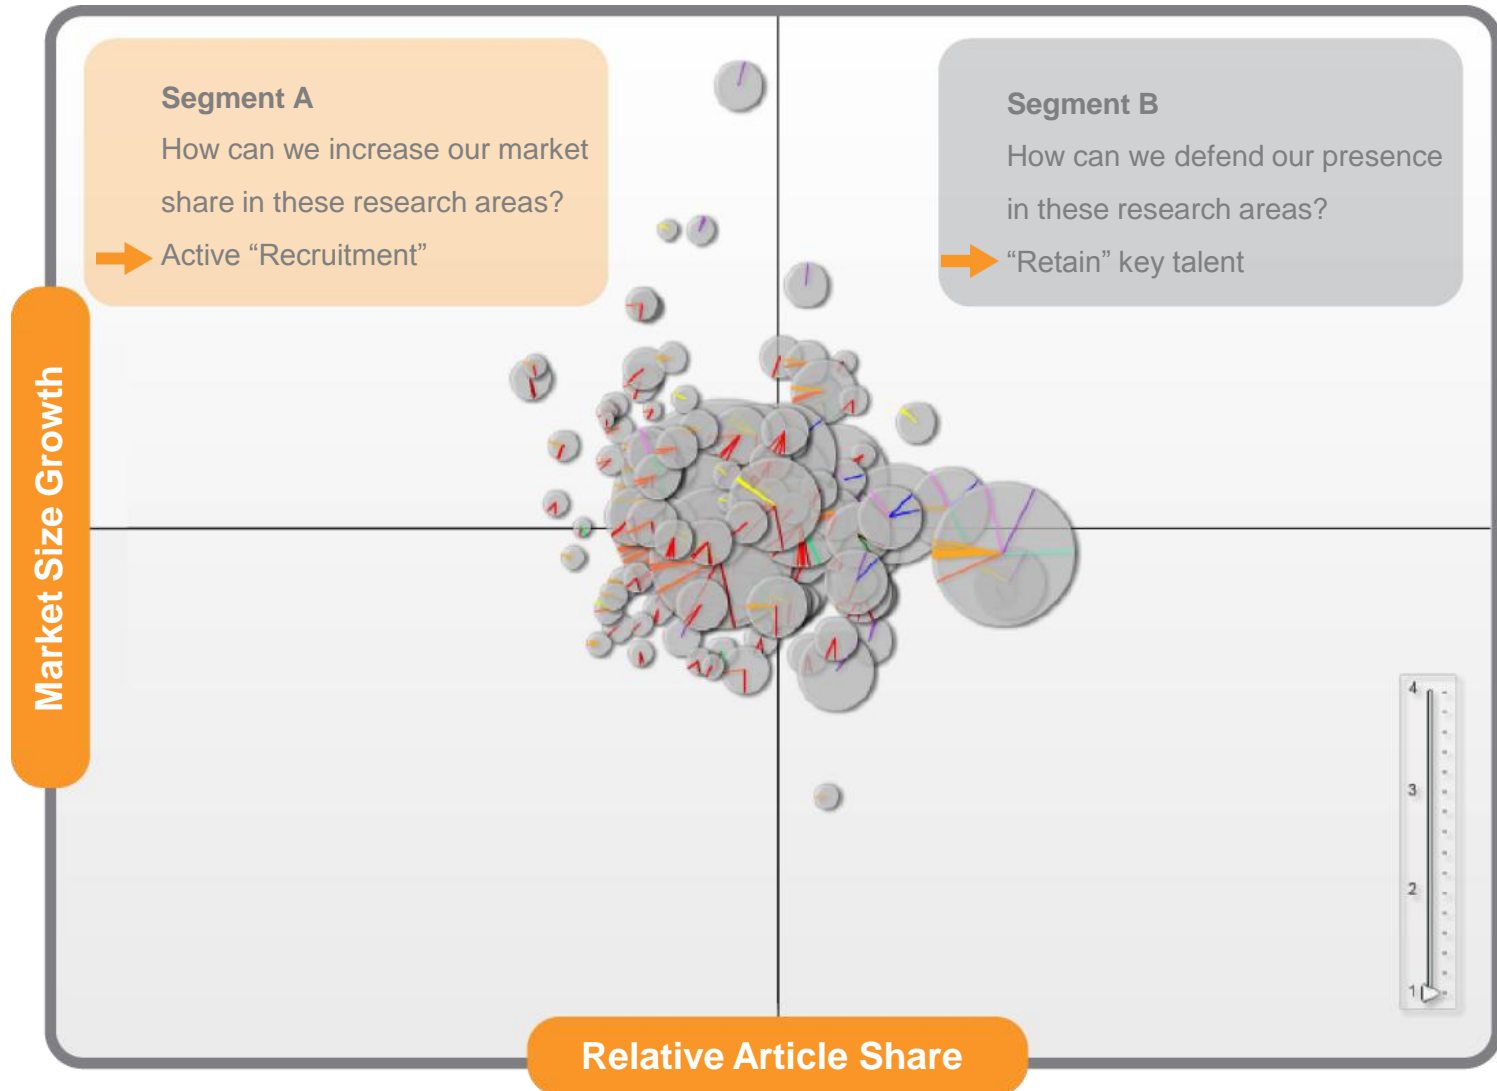 Segment A
How can we increase our market
share in these research areas?
Active “Recruitment”
Segment B
How can we defend our presence
in these research areas?
“Retain” key talent
Market Size Growth
4
3
2
1
Relative Article Share